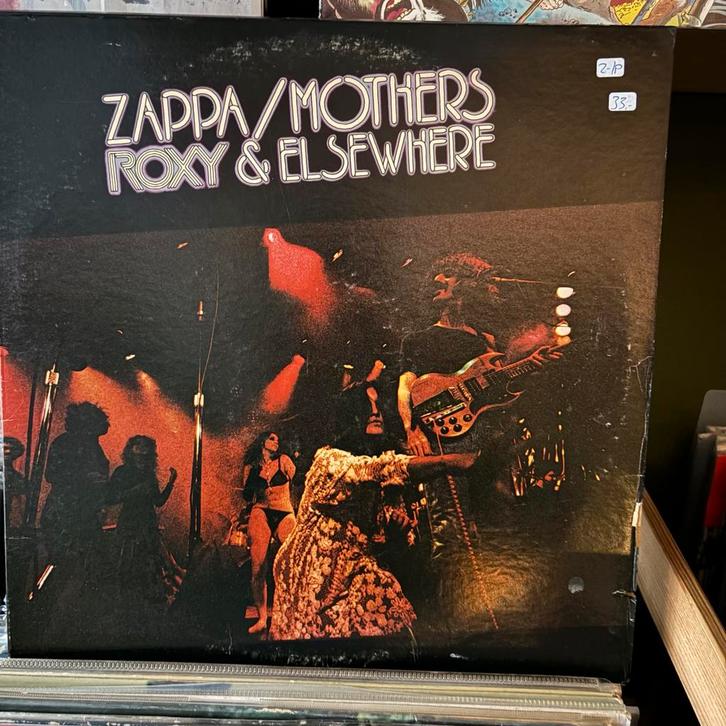 ZAPPA/MOTHERS
ROXY & ELSEWHERE
2-lp
33.-